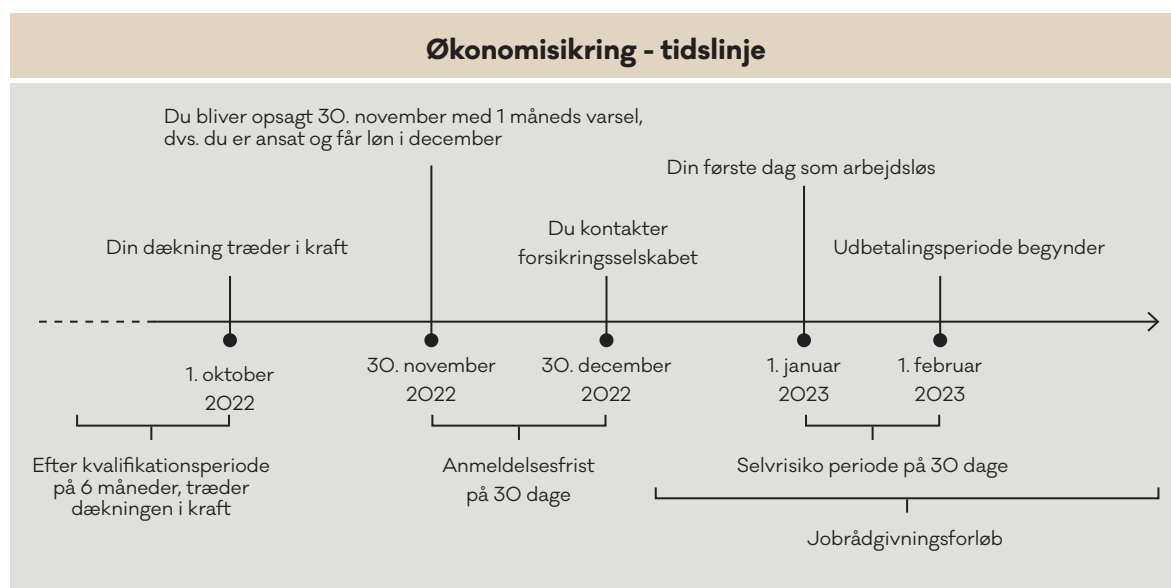 Økonomisikring - tidslinje
Du bliver opsagt 30. november med 1 måneds varsel,
dvs. du er ansat og får løn i december
Din første dag som arbejdsløs
Din dækning træder i kraft
Du kontakter
forsikringsselskabet
Udbetalingsperiode begynder
1. oktober
2022
30. november
2022
30. december
2022
1. januar
2023
1. februar
2023
Efter kvalifikationsperiode
på 6 måneder, træder
dækningen i kraft
Anmeldelsesfrist
på 30 dage
Selvrisiko periode på 30 dage
Jobrådgivningsforløb